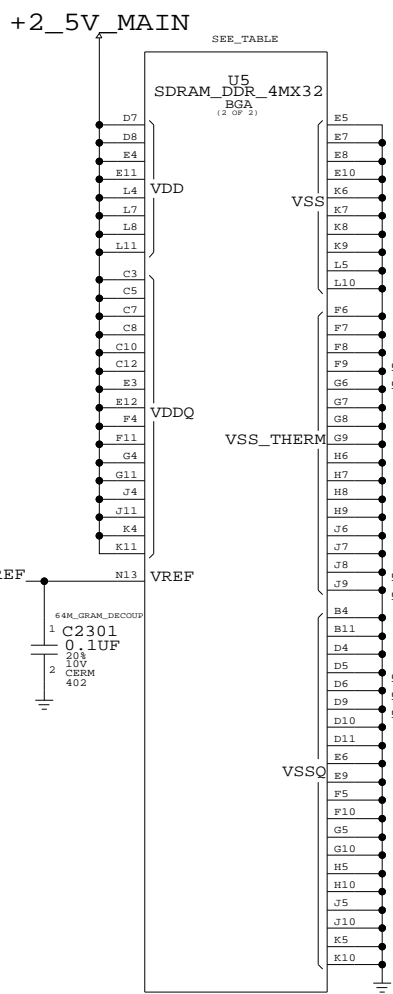 +2_5V_MAIN
SEE_TABLE
U5
SDRAM_DDR_4MX32
BGA
(2 OF 2)
D7
D8
E4
E11
L4
L7
L8
L11
VDD
C3
C5
C7
C8
C10
C12
E3
E12
F4
F11
G4
G11
J4
J11
K4
K11
VDDQ
N13
VREF
64M_GRAM_DECOUP
1
C2301
0.1UF
20%
10V
CERM
402
2
E5
E7
E8
E10
K6
K7
K8
K9
L5
L10
VSS
F6
F7
F8
F9
G6
G7
G8
G9
H6
H7
H8
H9
J6
J7
J8
J9
VSS_THERM
B4
B11
D4
D5
D6
D9
D10
D11
E6
E9
F5
F10
G5
G10
H5
H10
J5
J10
K5
K10
VSSQ